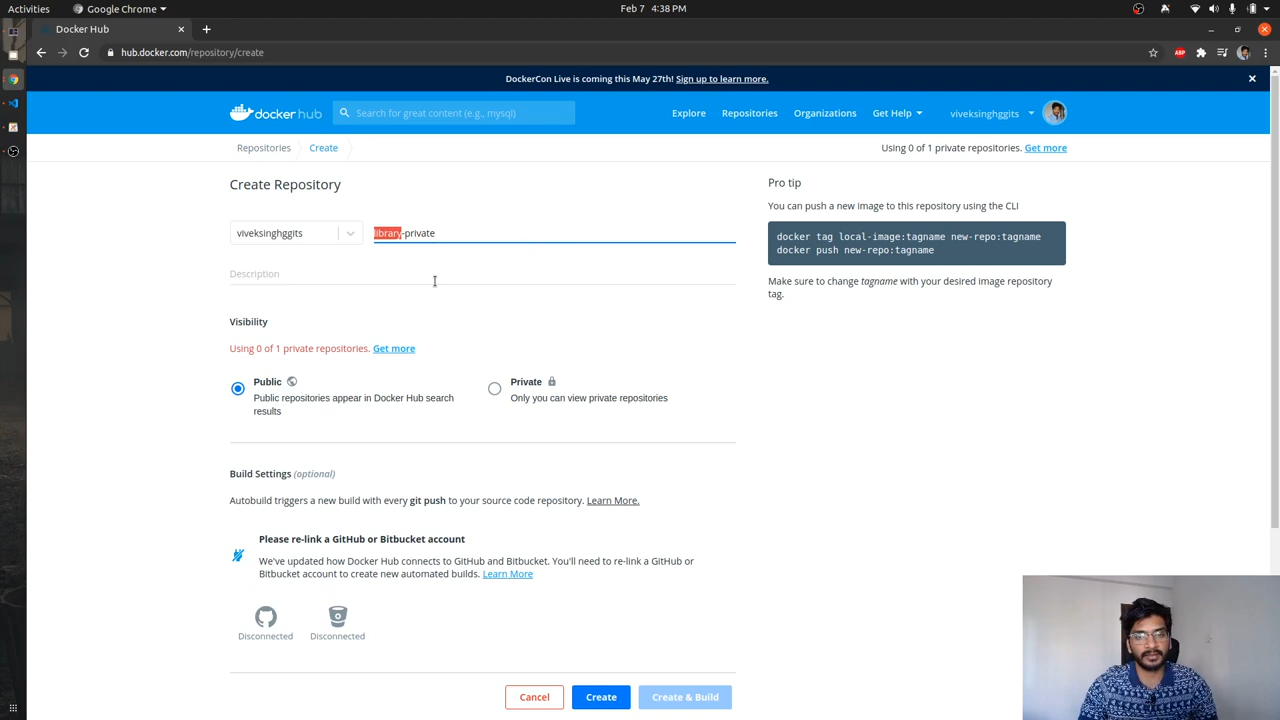 Activities
Google Chrome
Feb 7 4:38 PM
Docker Hub
hub.docker.com/repository/create
ABP
DockerCon Live is coming this May 27th! Sign up to learn more.
docker hub
Search for great content (e.g., mysql)
Explore
Repositories
Organizations
Get Help
viveksinghggits
Repositories
Create
Using 0 of 1 private repositories. Get more
Create Repository
viveksinghggits
library-private
Description
Visibility
Using 0 of 1 private repositories. Get more
Public
Public repositories appear in Docker Hub search
results
Private
Only you can view private repositories
Build Settings (optional)
Autobuild triggers a new build with every git push to your source code repository. Learn More.
Please re-link a GitHub or Bitbucket account
We've updated how Docker Hub connects to GitHub and Bitbucket. You'll need to re-link a GitHub or
Bitbucket account to create new automated builds. Learn More
Disconnected
Disconnected
Cancel
Create
Create & Build
Pro tip
You can push a new image to this repository using the CLI
docker tag local-image:tagname new-repo:tagname
docker push new-repo:tagname
Make sure to change tagname with your desired image repository
tag.